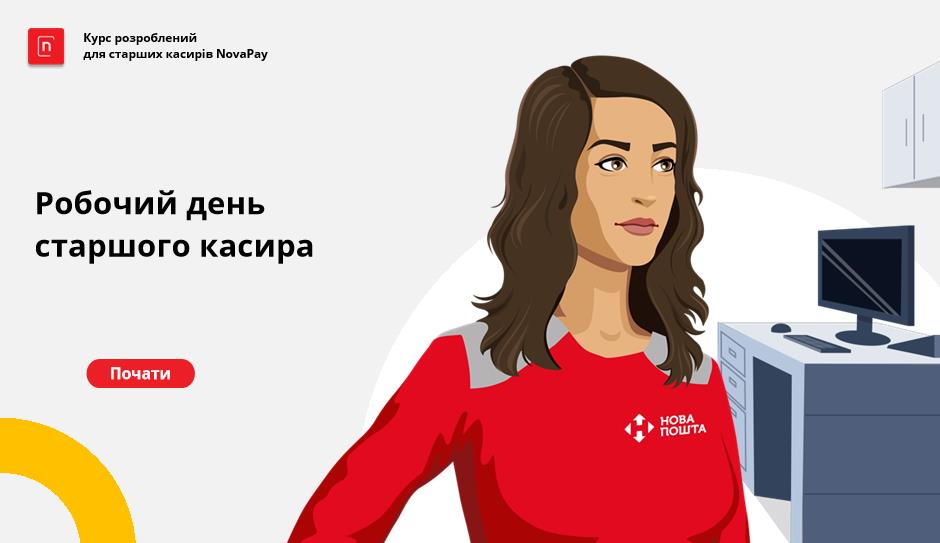 n
Курс розроблений
для старших касирів NovaPay
Робочий день
старшого касира
Почати
НОВА
ПОШТА